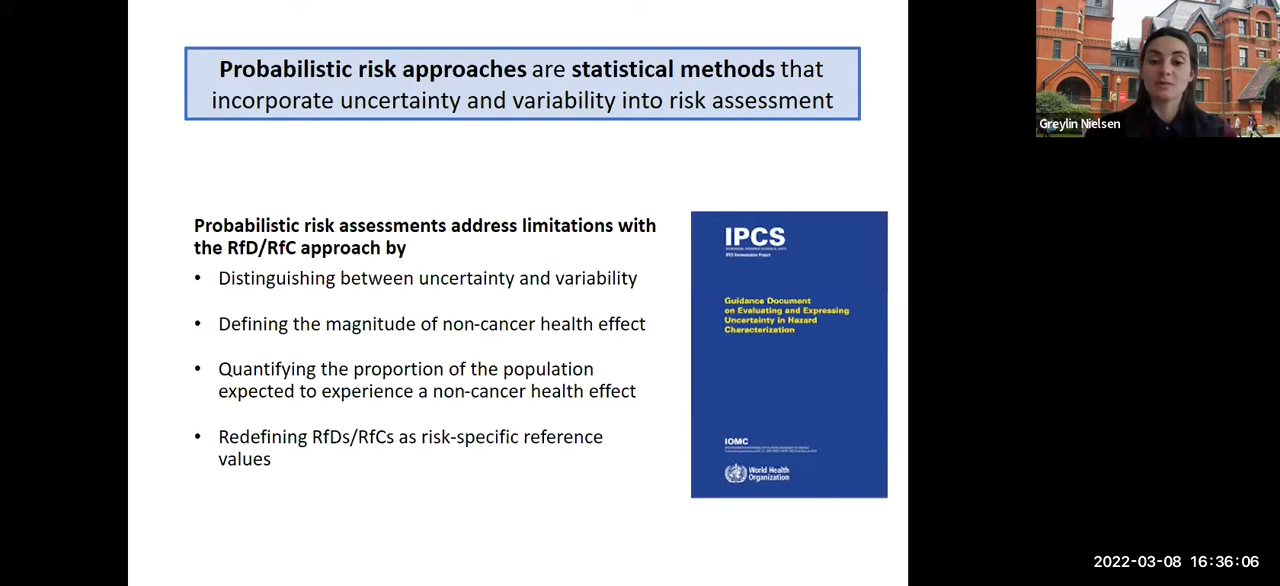 Probabilistic risk approaches are statistical methods that
incorporate uncertainty and variability into risk assessment
Probabilistic risk assessments address limitations with
the RfD/RfC approach by
• Distinguishing between uncertainty and variability
• Defining the magnitude of non-cancer health effect
• Quantifying the proportion of the population
expected to experience a non-cancer health effect
• Redefining RfDs/RfCs as risk-specific reference
values
IPCS
IPCS Harmonization Project
Guidance Document
on Evaluating and Expressing
Uncertainty in Hazard
Characterization
IOMC
World Health
Organization
Greylin Nielsen
2022-03-08 16:36:06